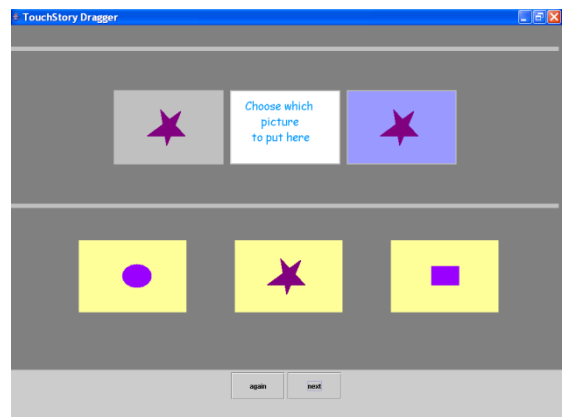 TouchStory Dragger
Choose which
picture
to put here
again
next